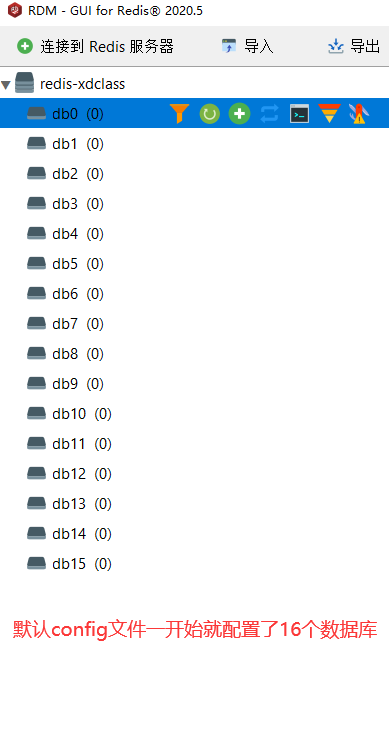 RDM - GUI for Redis® 2020.5
连接到 Redis 服务器 导入 导出
redis-xdclass
db0 (0)
db1 (0)
db2 (0)
db3 (0)
db4 (0)
db5 (0)
db6 (0)
db7 (0)
db8 (0)
db9 (0)
db10 (0)
db11 (0)
db12 (0)
db13 (0)
db14 (0)
db15 (0)
默认config文件一开始就配置了16个数据库